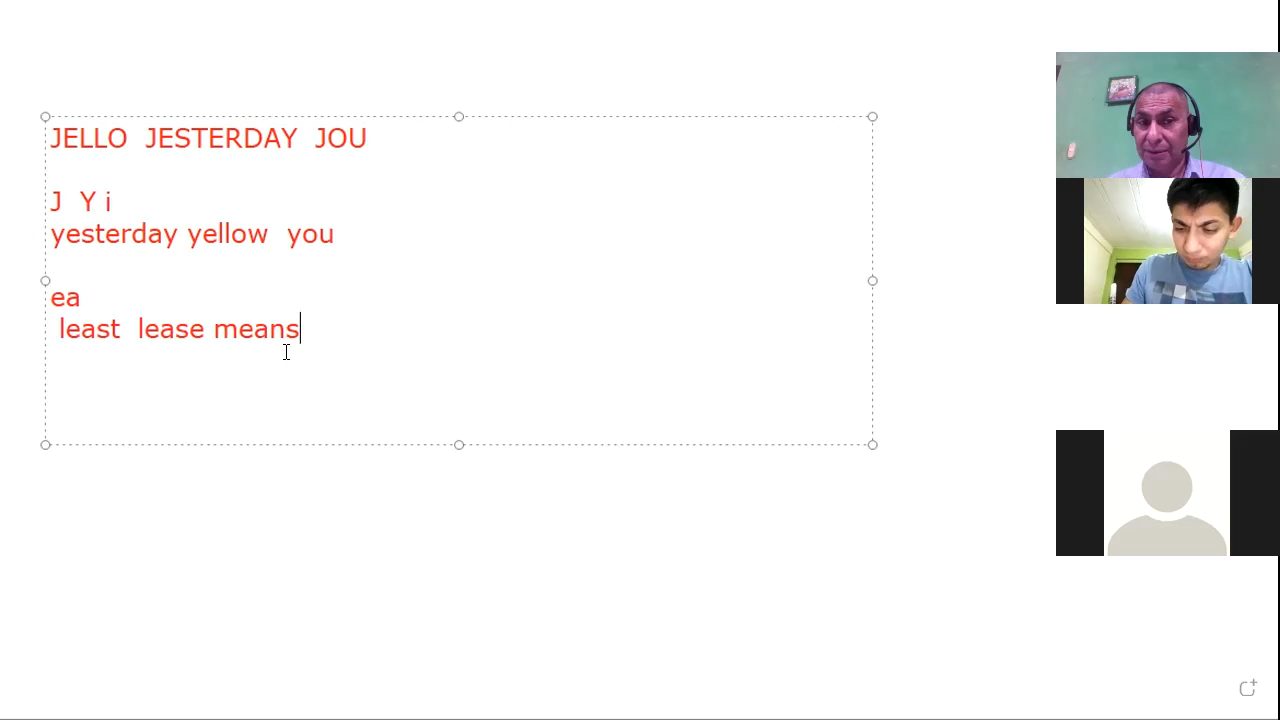 JELLO JESTERDAY JOU
J Y i
yesterday yellow you
ea
least lease means